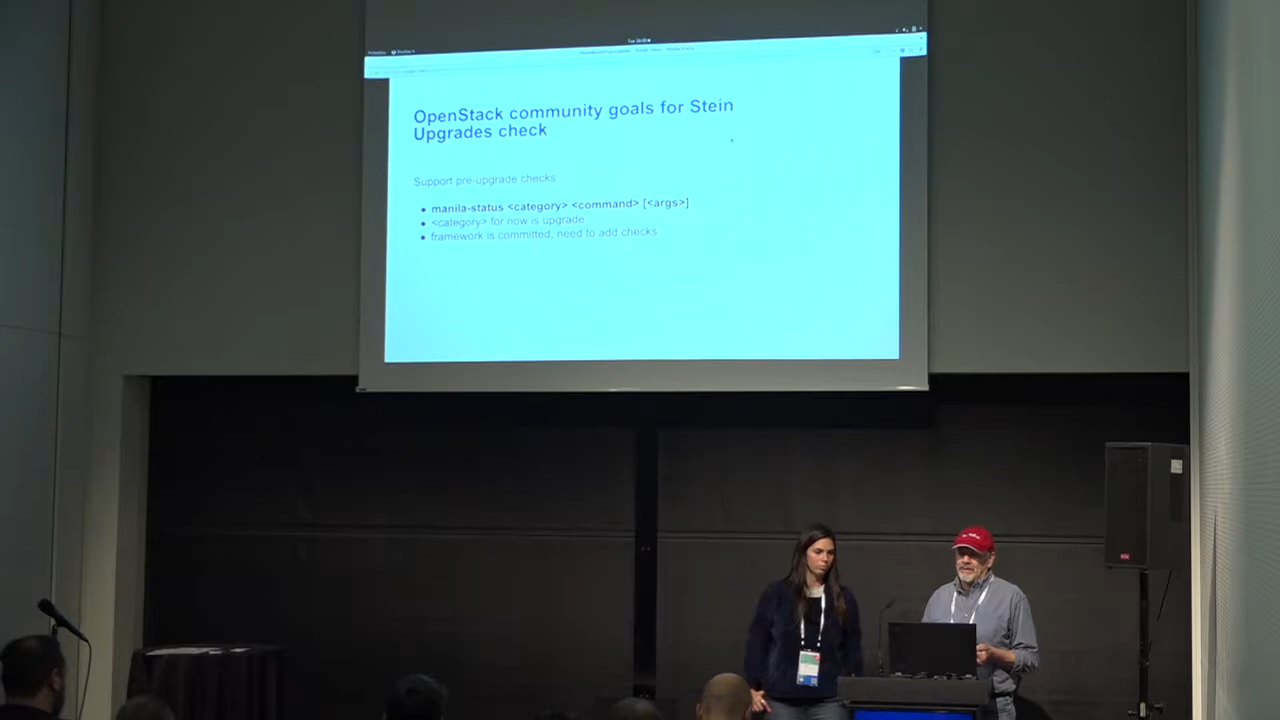 OpenStack community goals for Stein
Upgrades check
Support pre-upgrade checks
manila-status <category> <command> [<args>]
<category> for now is upgrade
framework is committed, need to add checks